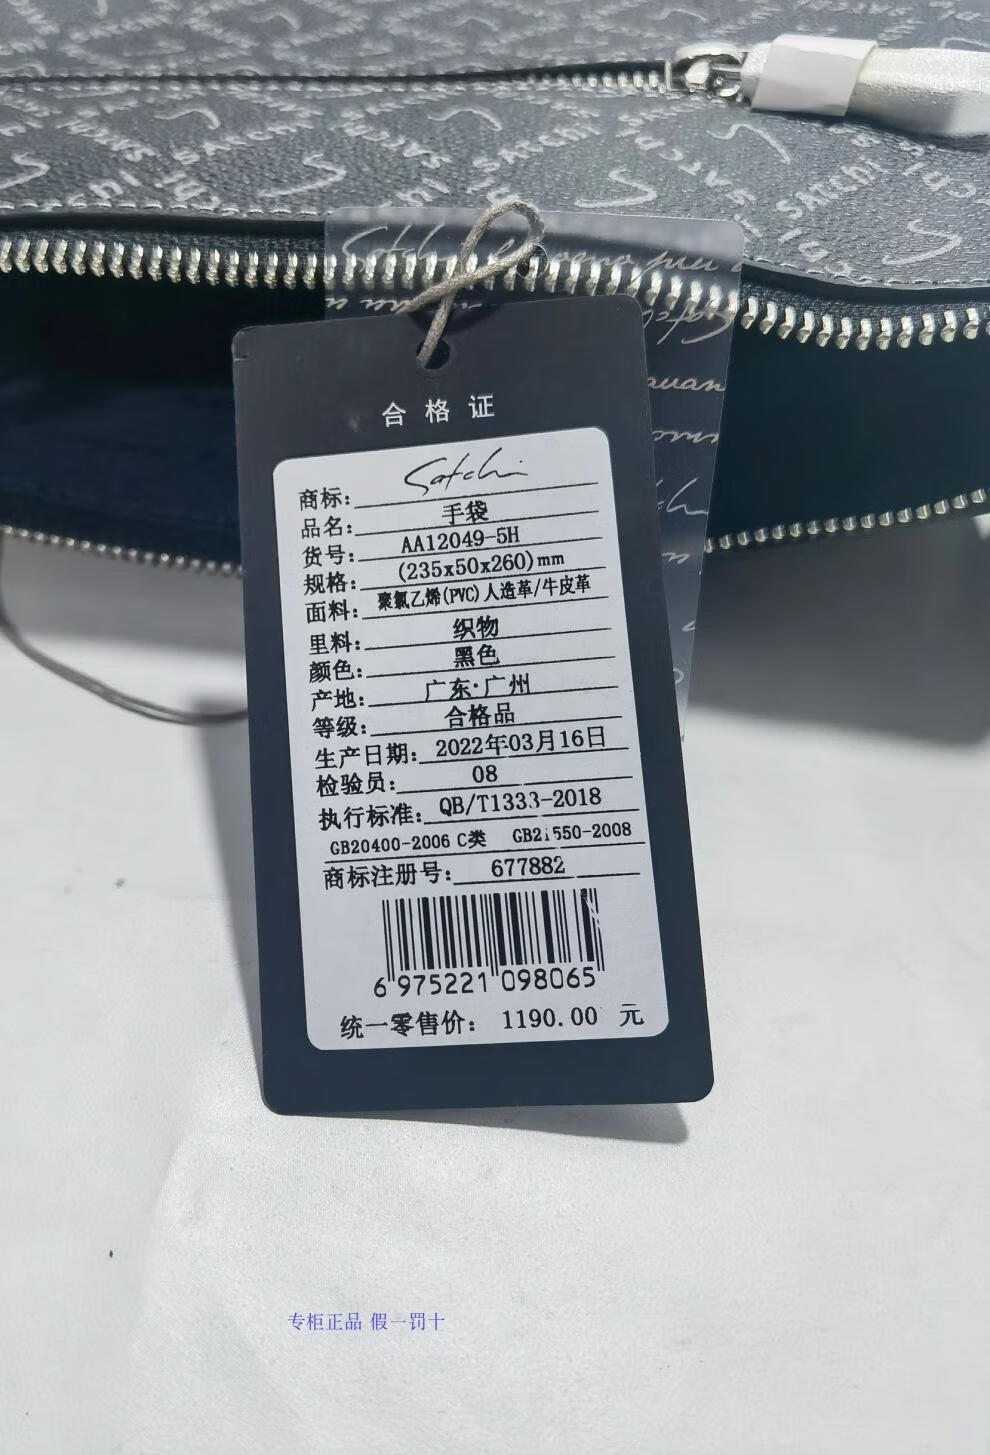 合格证
商标: Satchi
品名: 手袋
货号: AA12049-5H
规格: (235x50x260)mm
面料: 聚氯乙烯(PVC)人造革/牛皮革
里料: 织物
颜色: 黑色
产地: 广东·广州
等级: 合格品
生产日期: 2022年03月16日
检验员: 08
执行标准: QB/T1333-2018
GB20400-2006 C类 GB21550-2008
商标注册号: 677882
6 975221 098065
统一零售价: 1190.00 元
专柜正品 假一罚十